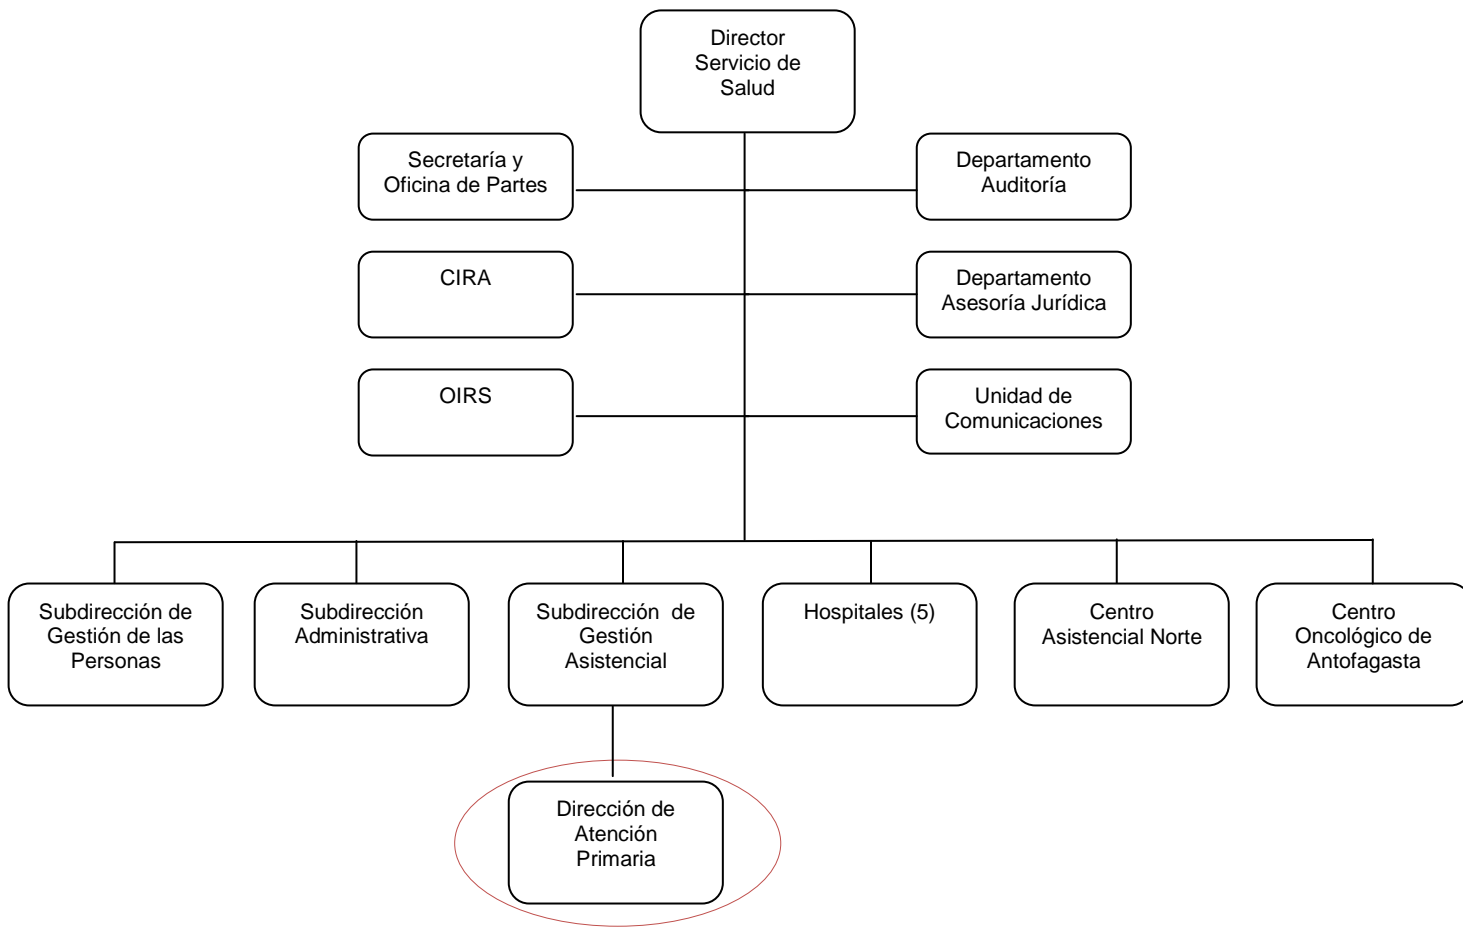 Director
Servicio de
Salud
Secretaría y
Oficina de Partes
Departamento
Auditoría
CIRA
Departamento
Asesoría Jurídica
OIRS
Unidad de
Comunicaciones
Subdirección de
Gestión de las
Personas
Subdirección
Administrativa
Subdirección de
Gestión
Asistencial
Hospitales (5)
Centro
Asistencial Norte
Centro
Oncológico de
Antofagasta
Dirección de
Atención
Primaria